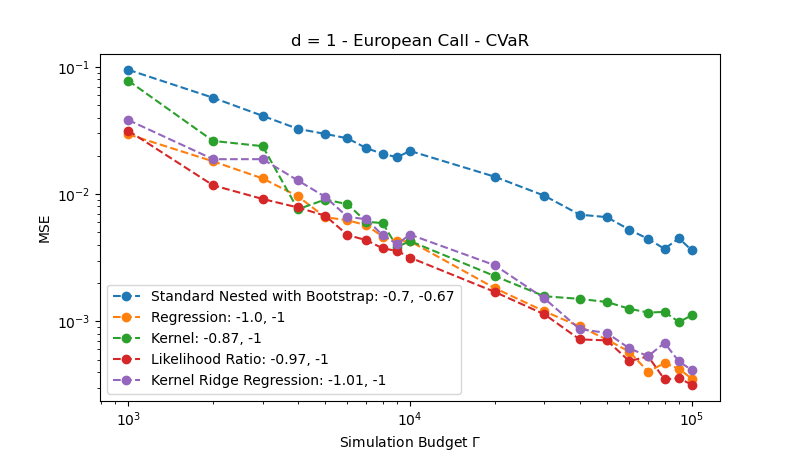 d = 1 - European Call - CVaR
MSE
10⁻¹
10⁻²
10⁻³
Standard Nested with Bootstrap: -0.7, -0.67
Regression: -1.0, -1
Kernel: -0.87, -1
Likelihood Ratio: -0.97, -1
Kernel Ridge Regression: -1.01, -1
10³ 10⁴ 10⁵
Simulation Budget Γ